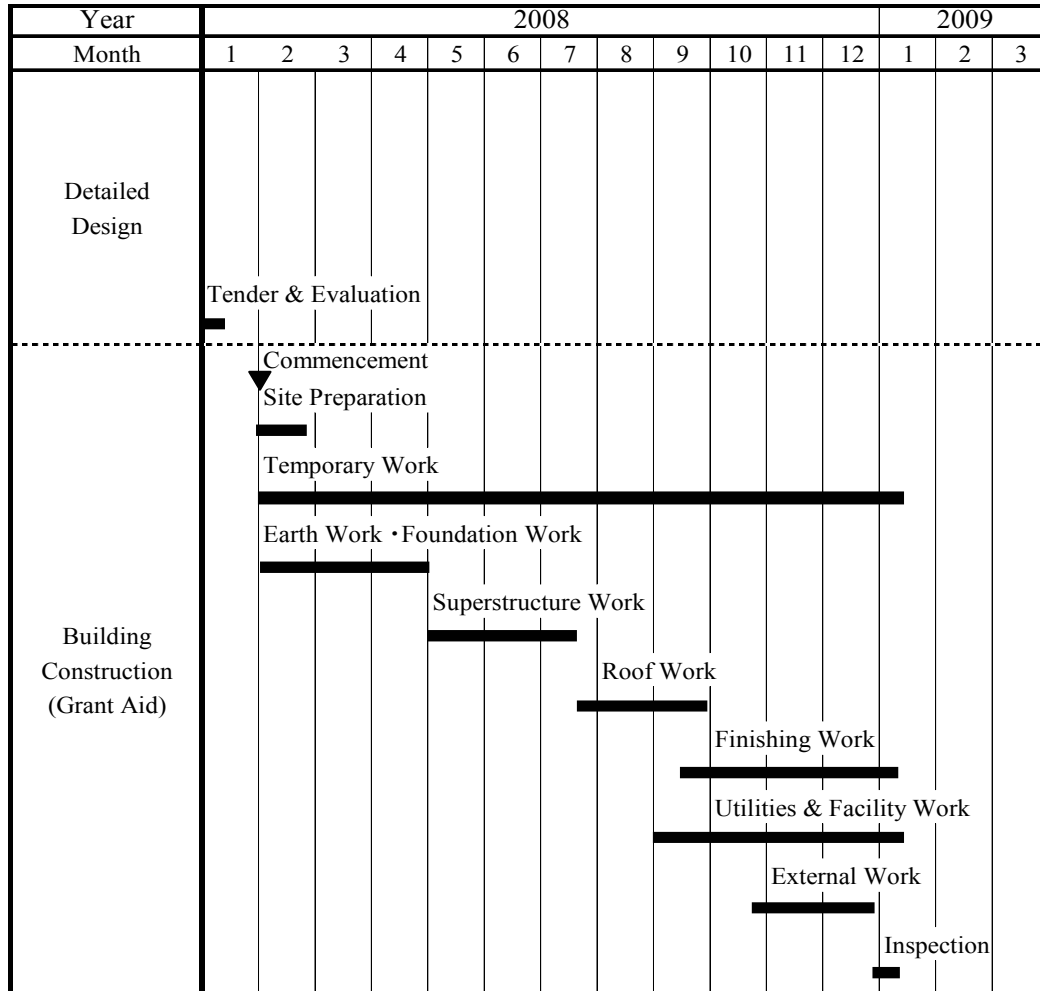 Year 2008 2009
Month 1 2 3 4 5 6 7 8 9 10 11 12 1 2 3
Detailed
Design
Tender & Evaluation
Commencement
Site Preparation
Temporary Work
Earth Work・Foundation Work
Superstructure Work
Building
Construction
(Grant Aid)
Roof Work
Finishing Work
Utilities & Facility Work
External Work
Inspection